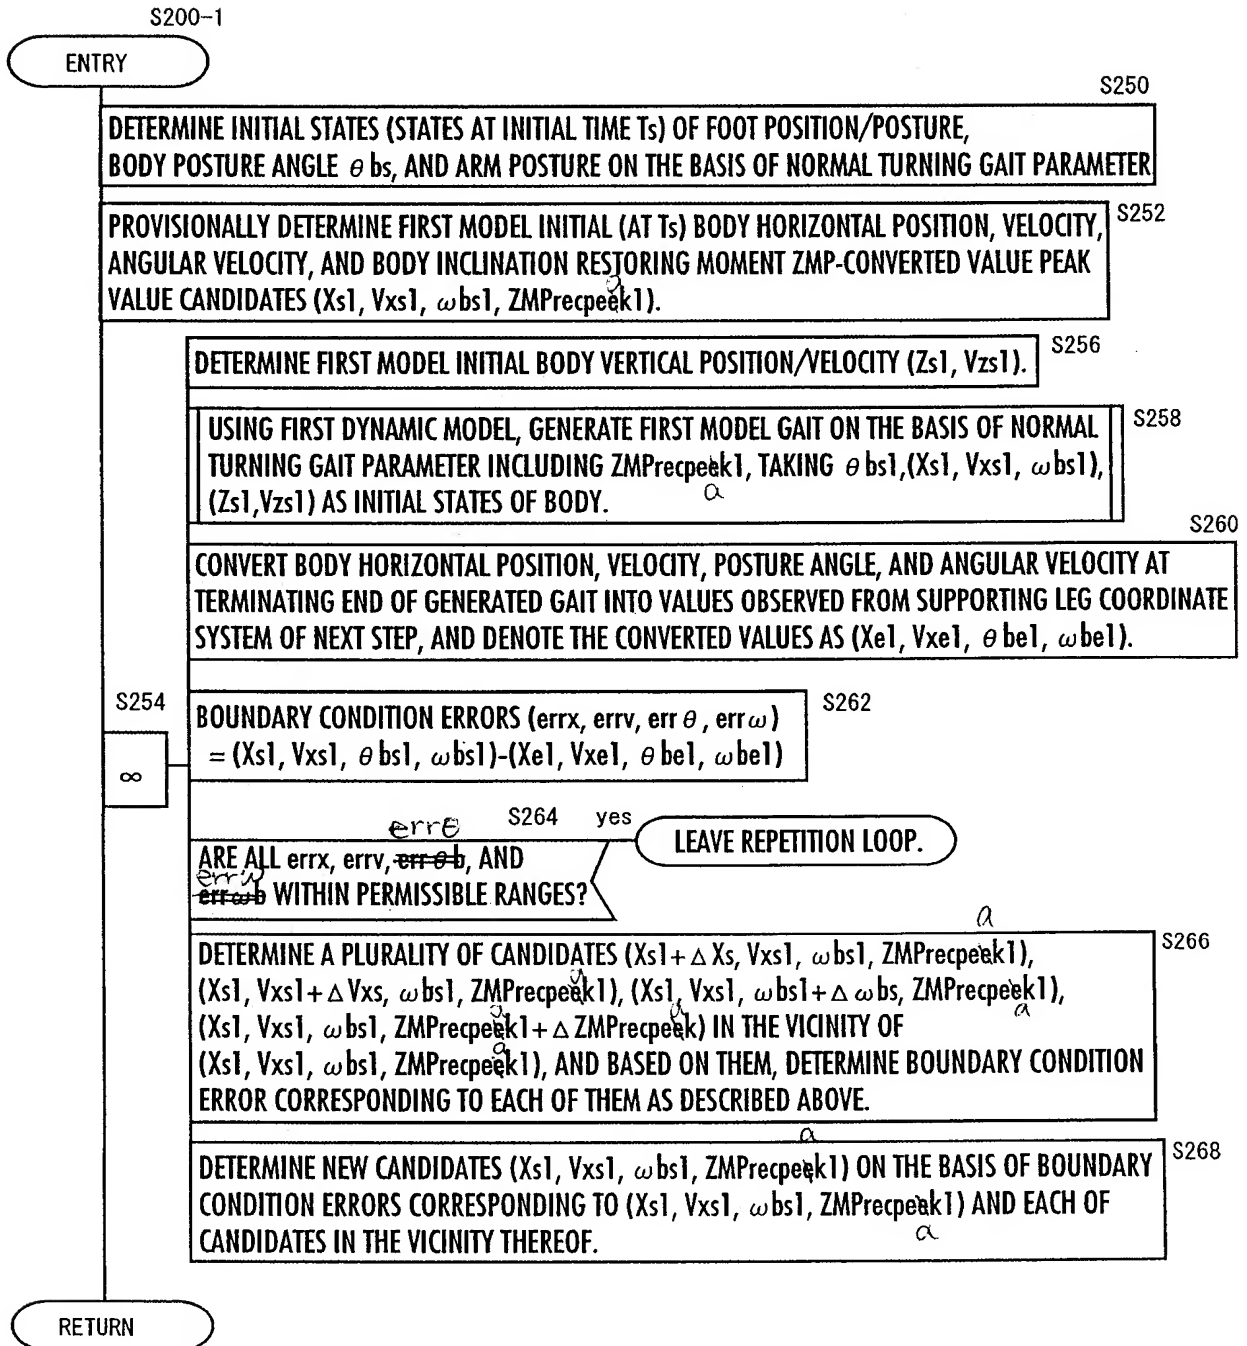 S200-1
ENTRY
S250
DETERMINE INITIAL STATES (STATES AT INITIAL TIME Ts) OF FOOT POSITION/POSTURE,
BODY POSTURE ANGLE θbs, AND ARM POSTURE ON THE BASIS OF NORMAL TURNING GAIT PARAMETER
S252
PROVISIONALLY DETERMINE FIRST MODEL INITIAL (AT Ts) BODY HORIZONTAL POSITION, VELOCITY,
ANGULAR VELOCITY, AND BODY INCLINATION RESTORING MOMENT ZMP-CONVERTED VALUE PEAK
a
VALUE CANDIDATES (Xs1, Vxs1, ωbs1, ZMPrecpeek1).
DETERMINE FIRST MODEL INITIAL BODY VERTICAL POSITION/VELOCITY (Zs1, Vzs1).
S256
USING FIRST DYNAMIC MODEL, GENERATE FIRST MODEL GAIT ON THE BASIS OF NORMAL
S258
TURNING GAIT PARAMETER INCLUDING ZMPrecpeek1, TAKING θbs1,(Xs1, Vxs1, ωbs1),
a
(Zs1,Vzs1) AS INITIAL STATES OF BODY.
S260
CONVERT BODY HORIZONTAL POSITION, VELOCITY, POSTURE ANGLE, AND ANGULAR VELOCITY AT
TERMINATING END OF GENERATED GAIT INTO VALUES OBSERVED FROM SUPPORTING LEG COORDINATE
SYSTEM OF NEXT STEP, AND DENOTE THE CONVERTED VALUES AS (Xe1, Vxe1, θbe1, ωbe1).
S254
∞
S262
BOUNDARY CONDITION ERRORS (errx, errv, errθ, errω)
= (Xs1, Vxs1, θbs1, ωbs1)-(Xe1, Vxe1, θbe1, ωbe1)
errθ
S264
yes
LEAVE REPETITION LOOP.
ARE ALL errx, errv, errθb, AND
errω
errωb WITHIN PERMISSIBLE RANGES?
a
S266
DETERMINE A PLURALITY OF CANDIDATES (Xs1+ΔXs, Vxs1, ωbs1, ZMPrecpeek1),
a
(Xs1, Vxs1+ΔVxs, ωbs1, ZMPrecpeek1), (Xs1, Vxs1, ωbs1+Δωbs, ZMPrecpeek1),
a a a
(Xs1, Vxs1, ωbs1, ZMPrecpeek1+ΔZMPrecpeek) IN THE VICINITY OF
a
(Xs1, Vxs1, ωbs1, ZMPrecpeek1), AND BASED ON THEM, DETERMINE BOUNDARY CONDITION
ERROR CORRESPONDING TO EACH OF THEM AS DESCRIBED ABOVE.
a
S268
DETERMINE NEW CANDIDATES (Xs1, Vxs1, ωbs1, ZMPrecpeek1) ON THE BASIS OF BOUNDARY
CONDITION ERRORS CORRESPONDING TO (Xs1, Vxs1, ωbs1, ZMPrecpeek1) AND EACH OF
a
CANDIDATES IN THE VICINITY THEREOF.
RETURN